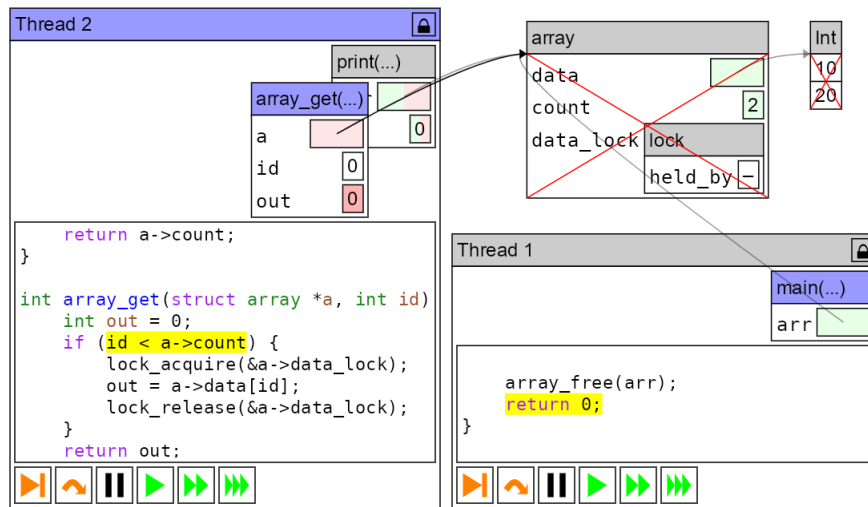 Thread 2
print(...)
0
array_get(...)
a
id 0
out 0
    return a->count;
}
int array_get(struct array *a, int id)
    int out = 0;
    if (id < a->count) {
        lock_acquire(&a->data_lock);
        out = a->data[id];
        lock_release(&a->data_lock);
    }
    return out;
array
data
count 2
data_lock
lock
held_by –
Int
10
20
Thread 1
main(...)
arr
    array_free(arr);
    return 0;
}